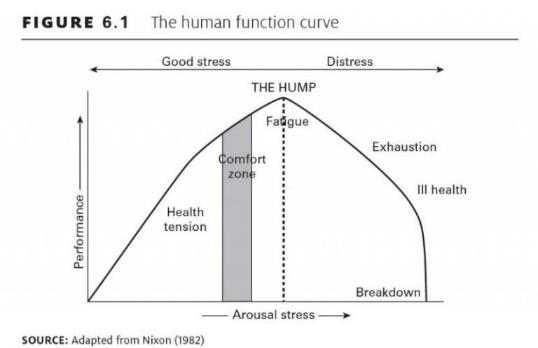 FIGURE 6.1 The human function curve
Good stress Distress
THE HUMP
Fatigue
Exhaustion
Comfort
zone
Ill health
Health
tension
Performance
Breakdown
Arousal stress
SOURCE: Adapted from Nixon (1982)